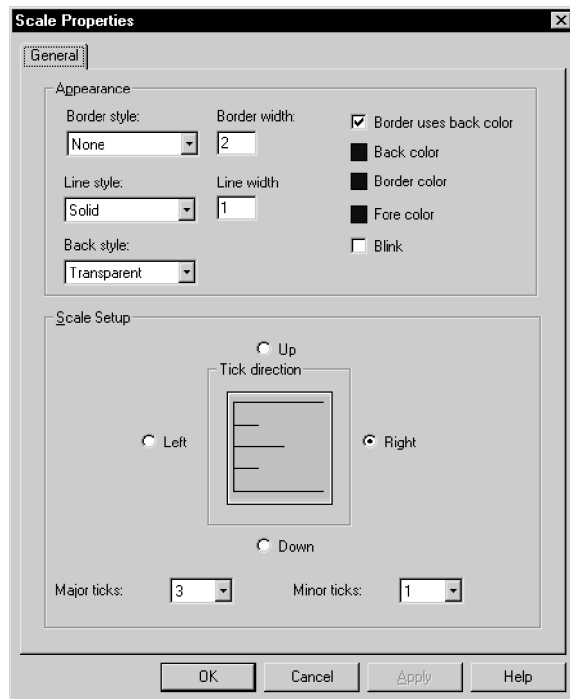 Scale Properties
General
Appearance
Border style:
Border width:
Border uses back color
None
2
Back color
Line style:
Line width
Border color
Solid
1
Fore color
Back style:
Blink
Transparent
Scale Setup
Up
Tick direction
Left
Right
Down
Major ticks:
3
Minor ticks:
1
OK
Cancel
Apply
Help